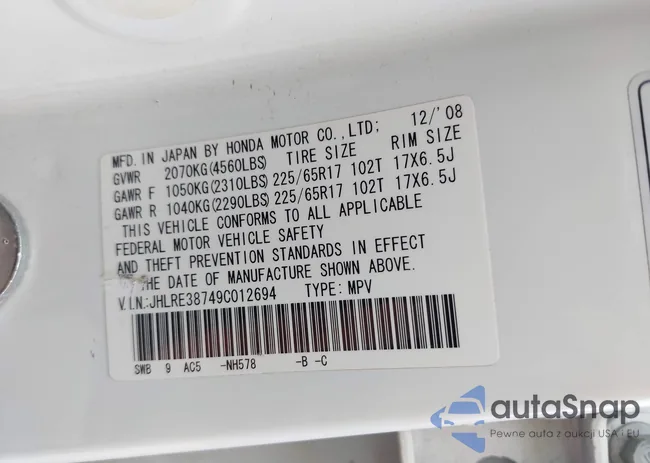 MFD. IN JAPAN BY HONDA MOTOR CO.,LTD; 12/'08
GVWR 2070KG(4560LBS) TIRE SIZE RIM SIZE
GAWR F 1050KG(2310LBS) 225/65R17 102T 17X6.5J
GAWR R 1040KG(2290LBS) 225/65R17 102T 17X6.5J
THIS VEHICLE CONFORMS TO ALL APPLICABLE
FEDERAL MOTOR VEHICLE SAFETY
AND THEFT PREVENTION STANDARDS IN EFFECT
THE DATE OF MANUFACTURE SHOWN ABOVE.
V.I.N.:JHLRE38749C012694 TYPE: MPV
SWB 9 AC5 -NH578 -B -C
autaSnap
Pewne auta z aukcji USA i EU